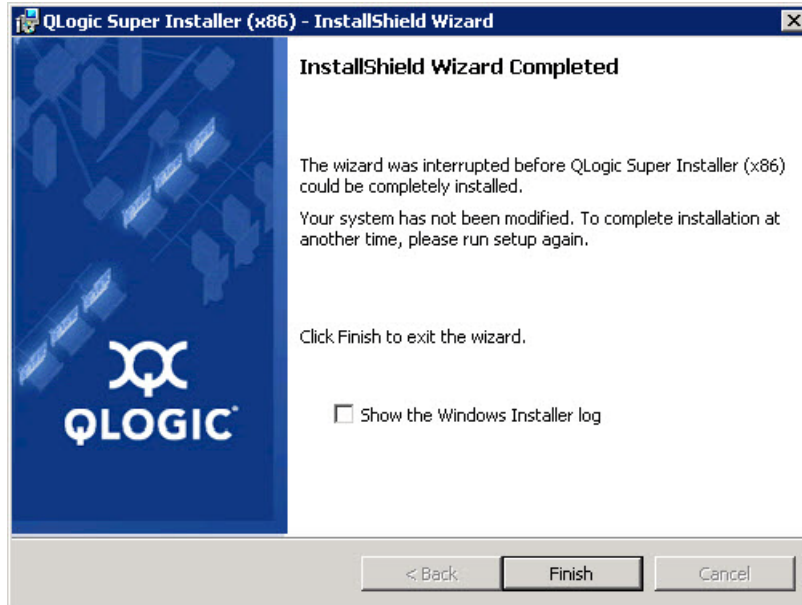 QLogic Super Installer (x86) - InstallShield Wizard
InstallShield Wizard Completed
The wizard was interrupted before QLogic Super Installer (x86)
could be completely installed.
Your system has not been modified. To complete installation at
another time, please run setup again.
Click Finish to exit the wizard.
Show the Windows Installer log
QLOGIC
< Back
Finish
Cancel